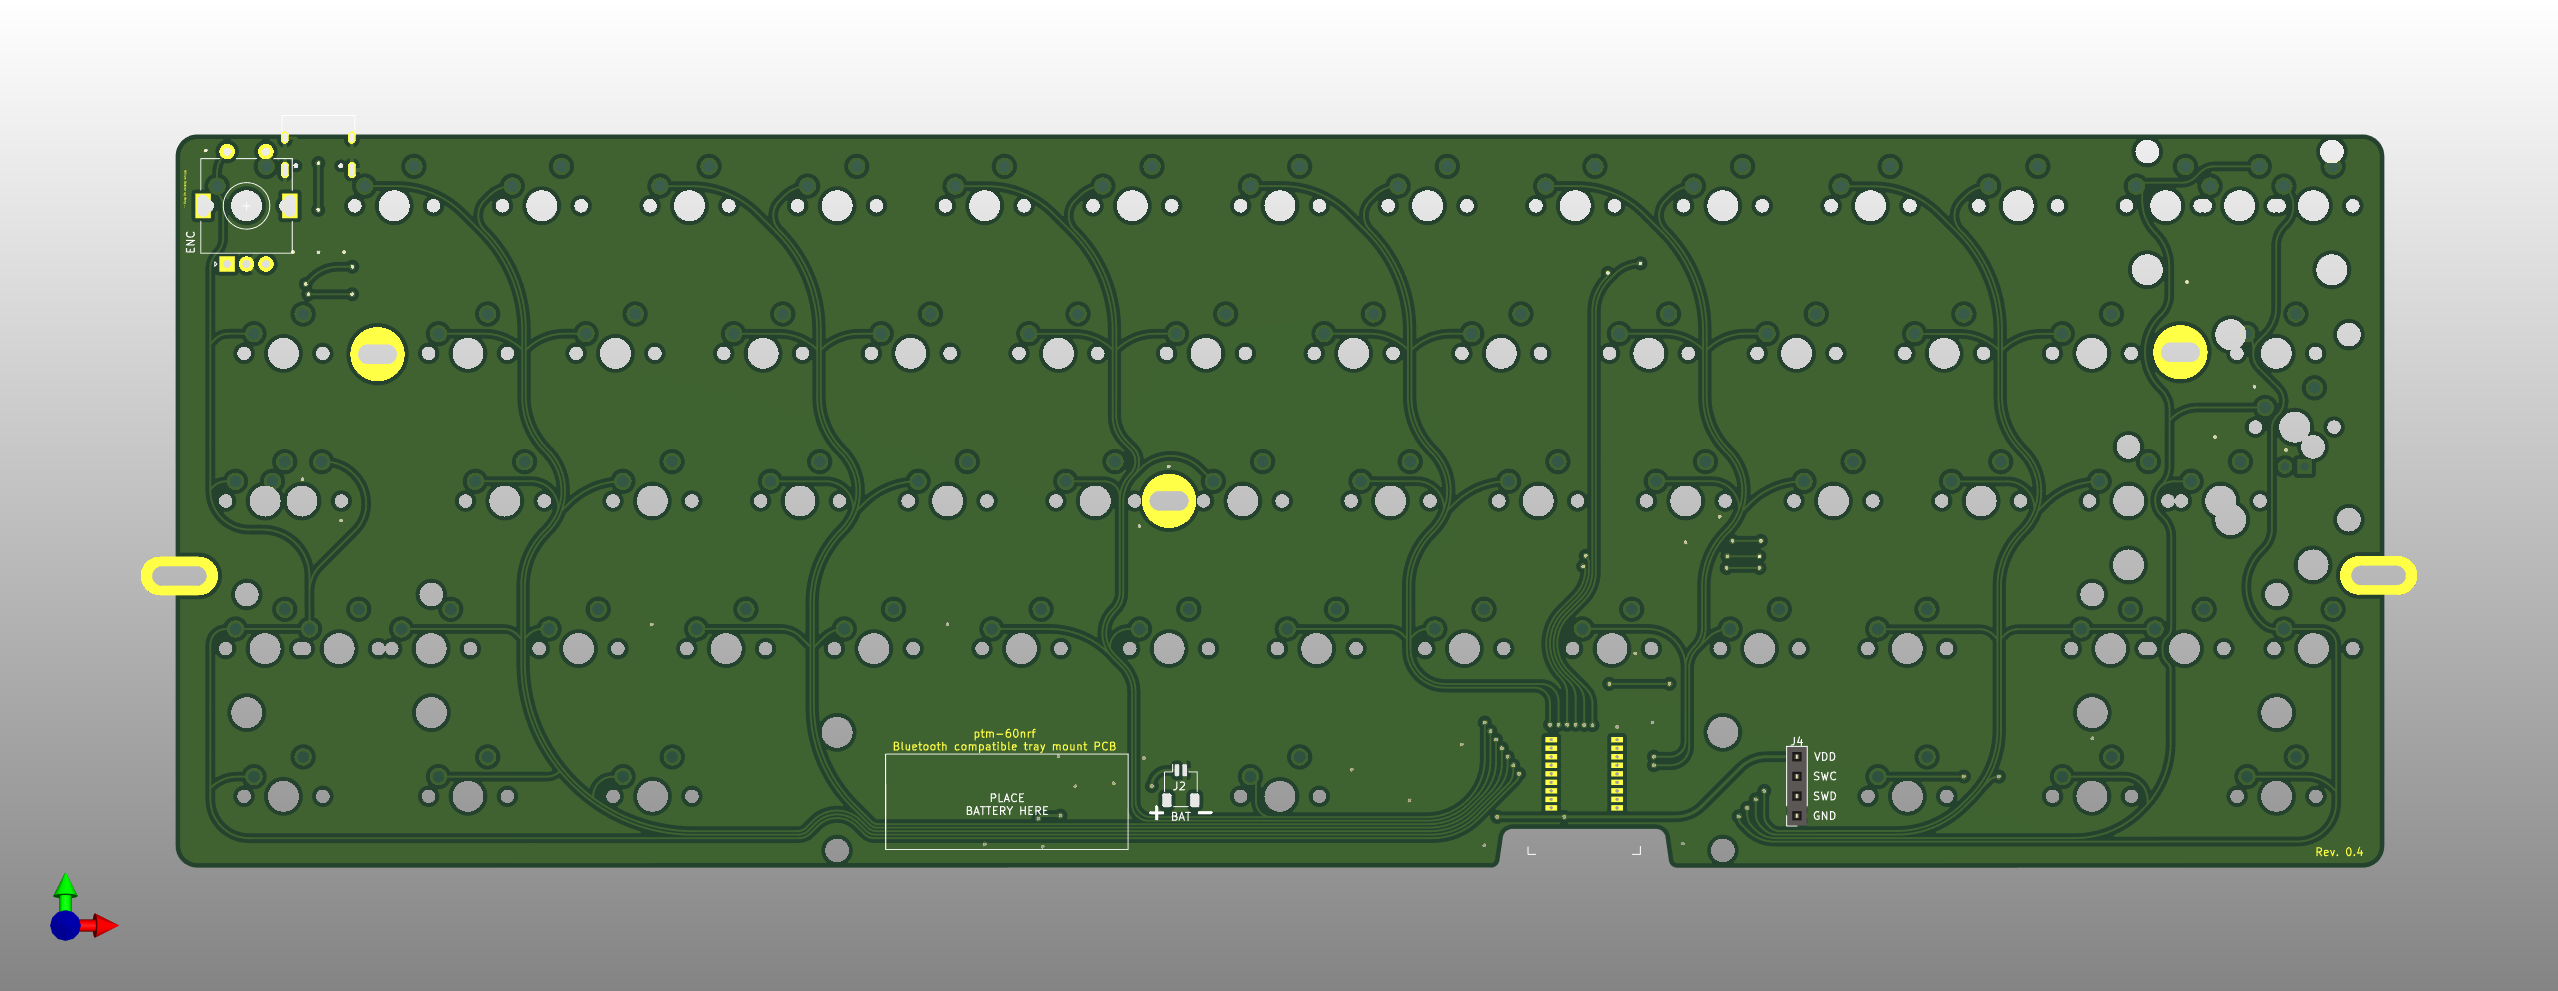 ENC
ptm-60nrf
Bluetooth compatible tray mount PCB
PLACE
BATTERY HERE
J2
+ BAT −
J4
VDD
SWC
SWD
GND
Rev. 0.4